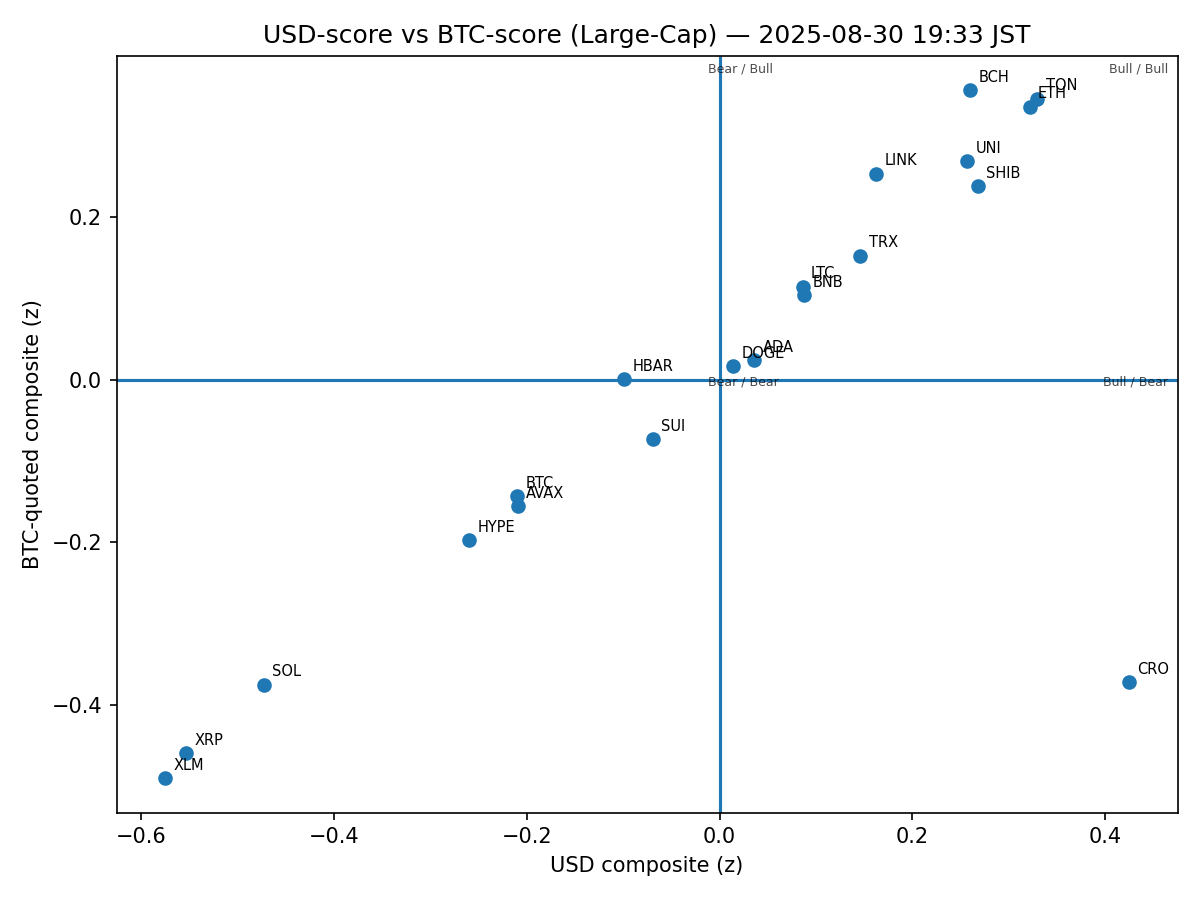 USD-score vs BTC-score (Large-Cap) — 2025-08-30 19:33 JST
Bear / Bull
Bull / Bull
BCH
TON
ETH
UNI
LINK
SHIB
TRX
LTC
BNB
ADA
DOGE
HBAR
Bear / Bear
Bull / Bear
SUI
BTC
AVAX
HYPE
SOL
CRO
XRP
XLM
0.2
0.0
−0.2
−0.4
−0.6
−0.4
−0.2
0.0
0.2
0.4
USD composite (z)
BTC-quoted composite (z)